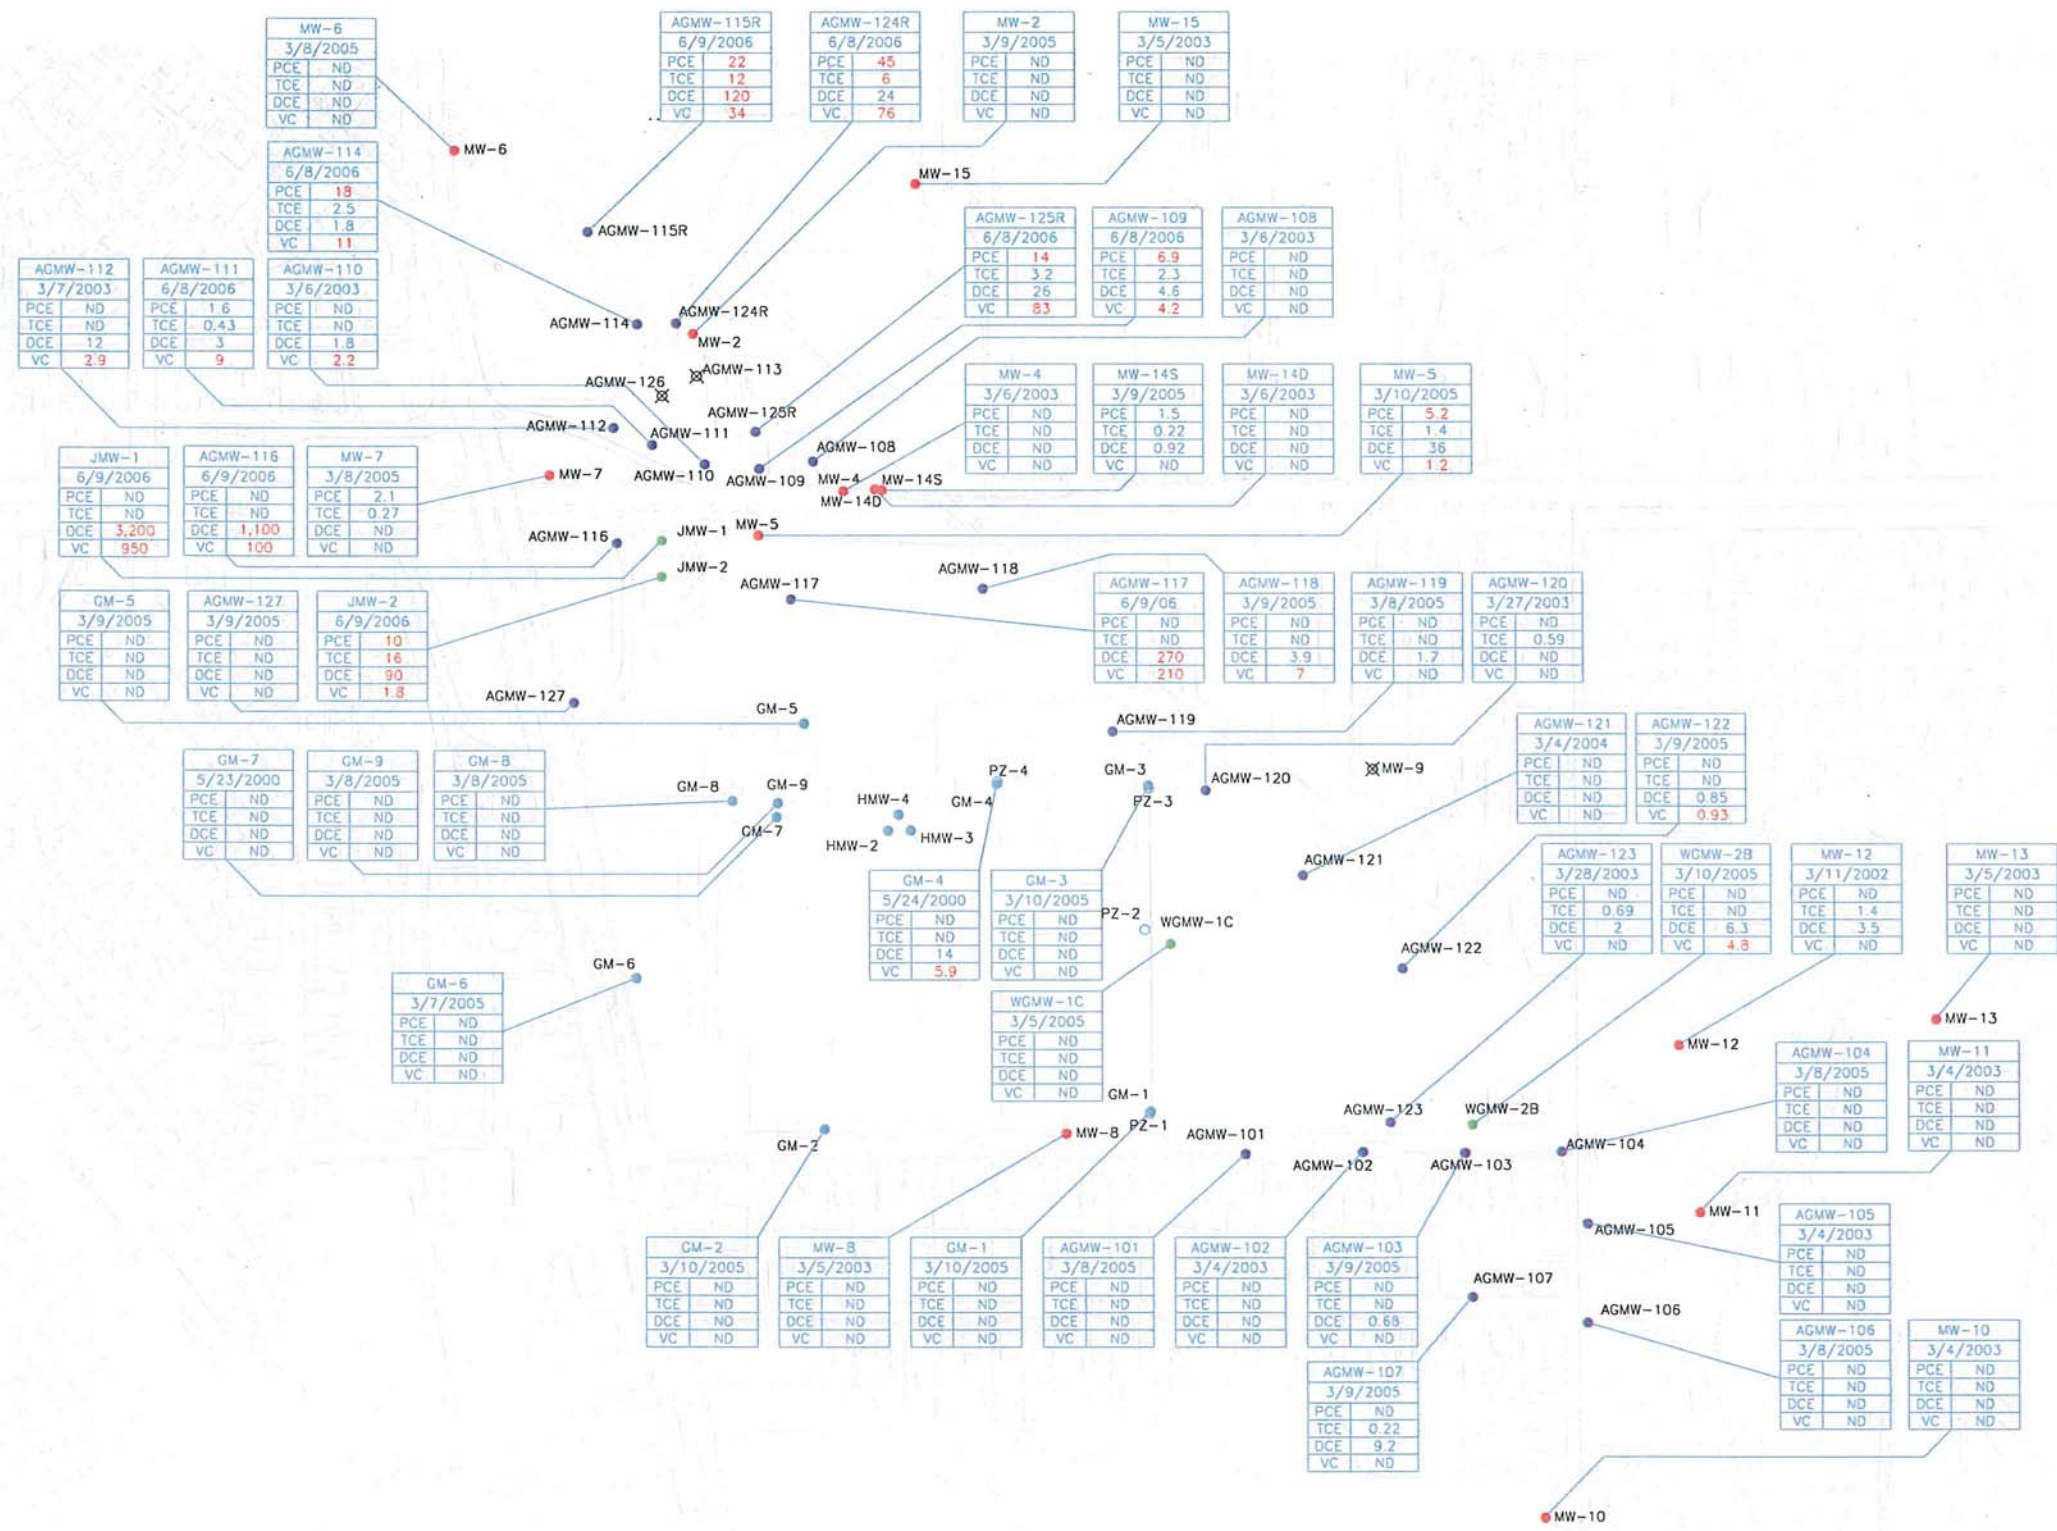 MW-6
3/8/2005
PCE ND
TCE ND
DCE ND
VC ND
AGMW-115R
6/9/2006
PCE 22
TCE 12
DCE 120
VC 34
AGMW-124R
6/8/2006
PCE 45
TCE 6
DCE 24
VC 76
MW-2
3/9/2005
PCE ND
TCE ND
DCE ND
VC ND
MW-15
3/5/2003
PCE ND
TCE ND
DCE ND
VC ND
MW-6
AGMW-114
6/8/2006
PCE 18
TCE 2.5
DCE 1.8
VC 11
MW-15
AGMW-115R
AGMW-125R
6/8/2006
PCE 14
TCE 3.2
DCE 26
VC 83
AGMW-109
6/8/2006
PCE 6.9
TCE 2.3
DCE 4.6
VC 4.2
AGMW-108
3/6/2003
PCE ND
TCE ND
DCE ND
VC ND
AGMW-112
3/7/2003
PCE ND
TCE ND
DCE 12
VC 2.9
AGMW-111
6/8/2006
PCE 1.6
TCE 0.43
DCE 3
VC 9
AGMW-110
3/6/2003
PCE ND
TCE ND
DCE 1.8
VC 2.2
AGMW-124R
AGMW-114
MW-2
AGMW-113
AGMW-126
AGMW-125R
AGMW-112
AGMW-111
AGMW-108
AGMW-110
AGMW-109
MW-4
MW-14S
MW-14D
MW-7
MW-4
3/6/2003
PCE ND
TCE ND
DCE ND
VC ND
MW-14S
3/9/2005
PCE 1.5
TCE 0.22
DCE 0.92
VC ND
MW-14D
3/6/2003
PCE ND
TCE ND
DCE ND
VC ND
MW-5
3/10/2005
PCE 5.2
TCE 1.4
DCE 36
VC 1.2
JMW-1
6/9/2006
PCE ND
TCE ND
DCE 3,200
VC 950
AGMW-116
6/9/2006
PCE ND
TCE ND
DCE 1,100
VC 100
MW-7
3/8/2005
PCE 2.1
TCE 0.27
DCE ND
VC ND
AGMW-116
JMW-1
MW-5
JMW-2
AGMW-117
AGMW-118
GM-5
3/9/2005
PCE ND
TCE ND
DCE ND
VC ND
AGMW-127
3/9/2005
PCE ND
TCE ND
DCE ND
VC ND
JMW-2
6/9/2006
PCE 10
TCE 16
DCE 90
VC 1.8
AGMW-117
6/9/06
PCE ND
TCE ND
DCE 270
VC 210
AGMW-118
3/9/2005
PCE ND
TCE ND
DCE 3.9
VC 7
AGMW-119
3/8/2005
PCE ND
TCE ND
DCE 1.7
VC ND
AGMW-120
3/27/2003
PCE ND
TCE 0.59
DCE ND
VC ND
AGMW-127
GM-5
AGMW-119
AGMW-121
3/4/2004
PCE ND
TCE ND
DCE ND
VC ND
AGMW-122
3/9/2005
PCE ND
TCE ND
DCE 0.85
VC 0.93
GM-7
5/23/2000
PCE ND
TCE ND
DCE ND
VC ND
GM-9
3/8/2005
PCE ND
TCE ND
DCE ND
VC ND
GM-8
3/8/2005
PCE ND
TCE ND
DCE ND
VC ND
GM-8
GM-9
GM-7
HMW-4
HMW-2
HMW-3
PZ-4
GM-4
GM-3
PZ-3
AGMW-120
MW-9
AGMW-121
GM-4
5/24/2000
PCE ND
TCE ND
DCE 14
VC 5.9
GM-3
3/10/2005
PCE ND
TCE ND
DCE ND
VC ND
PZ-2
WGMW-1C
AGMW-122
AGMW-123
3/28/2003
PCE ND
TCE 0.69
DCE 2
VC ND
WGMW-2B
3/10/2005
PCE ND
TCE ND
DCE 6.3
VC 4.8
MW-12
3/11/2002
PCE ND
TCE 1.4
DCE 3.5
VC ND
MW-13
3/5/2003
PCE ND
TCE ND
DCE ND
VC ND
GM-6
GM-6
3/7/2005
PCE ND
TCE ND
DCE ND
VC ND
WGMW-1C
3/5/2005
PCE ND
TCE ND
DCE ND
VC ND
MW-13
MW-12
AGMW-104
3/8/2005
PCE ND
TCE ND
DCE ND
VC ND
MW-11
3/4/2003
PCE ND
TCE ND
DCE ND
VC ND
GM-2
MW-8
GM-1
PZ-1
AGMW-101
AGMW-123
AGMW-102
WGMW-2B
AGMW-103
AGMW-104
MW-11
AGMW-105
AGMW-105
3/4/2003
PCE ND
TCE ND
DCE ND
VC ND
GM-2
3/10/2005
PCE ND
TCE ND
DCE ND
VC ND
MW-8
3/5/2003
PCE ND
TCE ND
DCE ND
VC ND
GM-1
3/10/2005
PCE ND
TCE ND
DCE ND
VC ND
AGMW-101
3/8/2005
PCE ND
TCE ND
DCE ND
VC ND
AGMW-102
3/4/2003
PCE ND
TCE ND
DCE ND
VC ND
AGMW-103
3/9/2005
PCE ND
TCE ND
DCE 0.68
VC ND
AGMW-107
AGMW-106
AGMW-106
3/8/2005
PCE ND
TCE ND
DCE ND
VC ND
MW-10
3/4/2003
PCE ND
TCE ND
DCE ND
VC ND
AGMW-107
3/9/2005
PCE ND
TCE 0.22
DCE 9.2
VC ND
MW-10